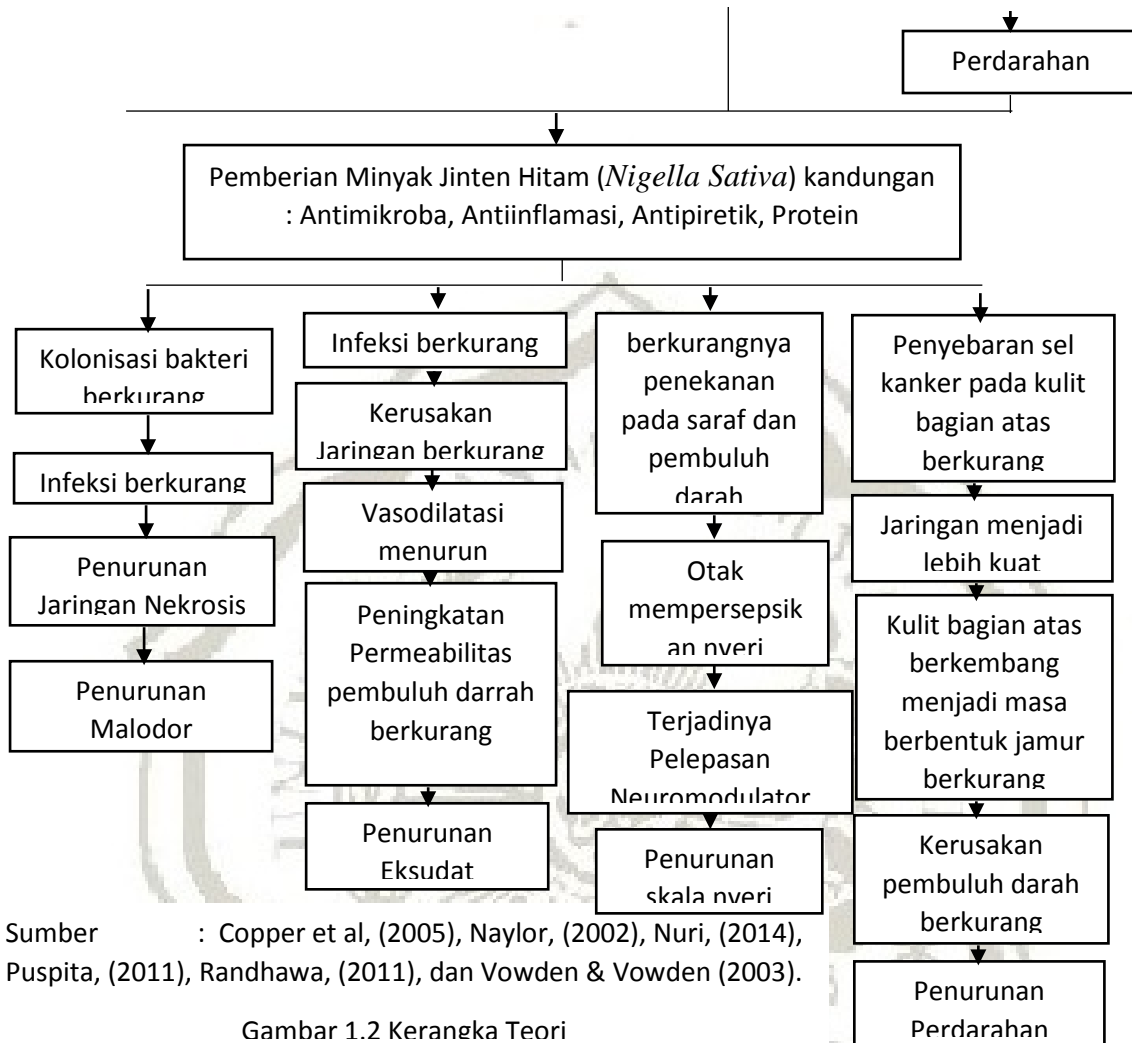 Perdarahan
Pemberian Minyak Jinten Hitam (Nigella Sativa) kandungan
: Antimikroba, Antiinflamasi, Antipiretik, Protein
Kolonisasi bakteri
berkurang
Infeksi berkurang
Penurunan
Jaringan Nekrosis
Penurunan
Malodor
Infeksi berkurang
Kerusakan
Jaringan berkurang
Vasodilatasi
menurun
Peningkatan
Permeabilitas
pembuluh darrah
berkurang
Penurunan
Eksudat
berkurangnya
penekanan
pada saraf dan
pembuluh
darah
Otak
mempersepsik
an nyeri
Terjadinya
Pelepasan
Neuromodulator
Penurunan
skala nyeri
Penyebaran sel
kanker pada kulit
bagian atas
berkurang
Jaringan menjadi
lebih kuat
Kulit bagian atas
berkembang
menjadi masa
berbentuk jamur
berkurang
Kerusakan
pembuluh darah
berkurang
Penurunan
Perdarahan
Sumber : Copper et al, (2005), Naylor, (2002), Nuri, (2014),
Puspita, (2011), Randhawa, (2011), dan Vowden & Vowden (2003).
Gambar 1.2 Kerangka Teori